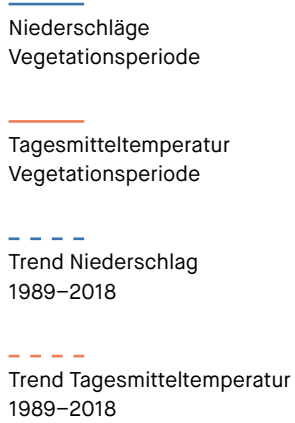 Niederschläge
Vegetationsperiode
Tagesmitteltemperatur
Vegetationsperiode
Trend Niederschlag
1989–2018
Trend Tagesmitteltemperatur
1989–2018